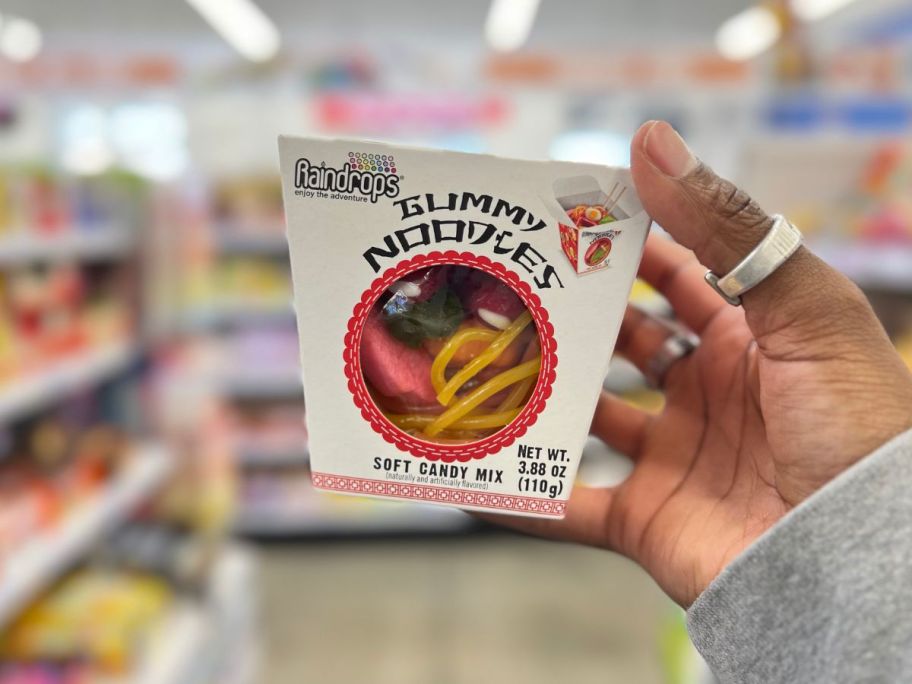 Raindrops
enjoy the adventure
GUMMY
NOODLES
SOFT CANDY MIX
(naturally and artificially flavored)
NET WT.
3.88 OZ
(110g)